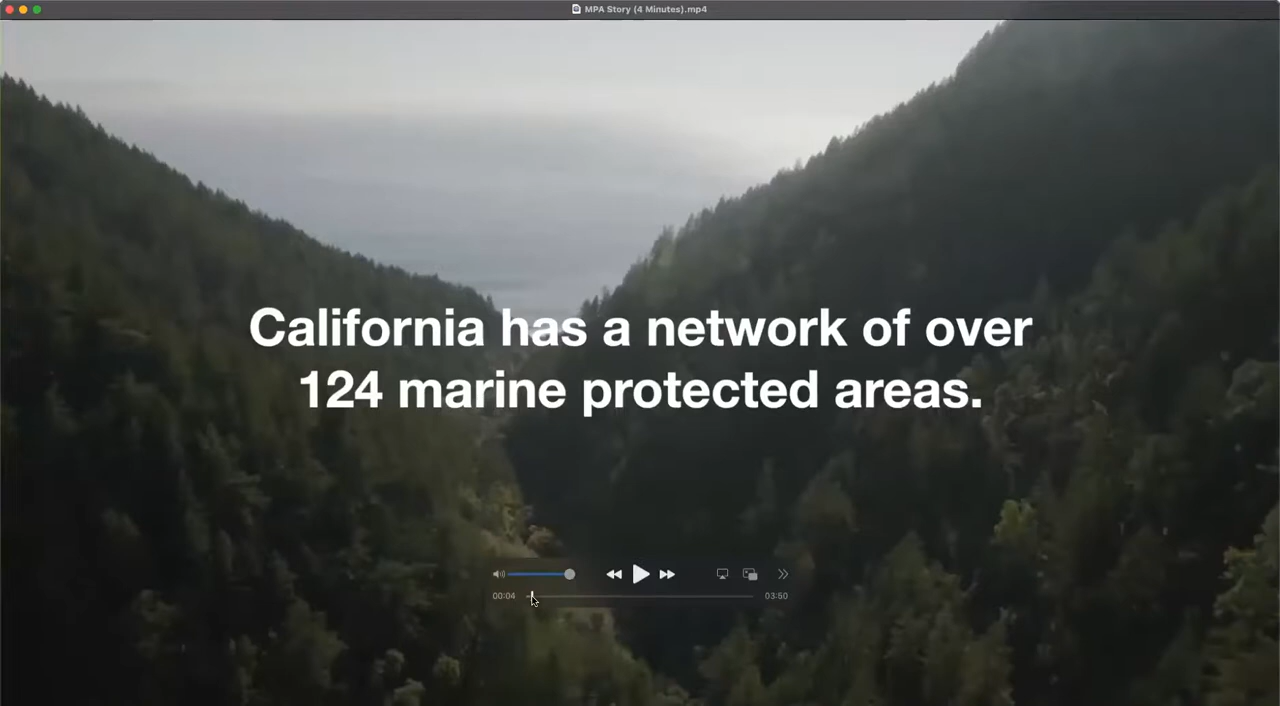 MPA Story (4 Minutes).mp4
California has a network of over
124 marine protected areas.
00:04
03:50